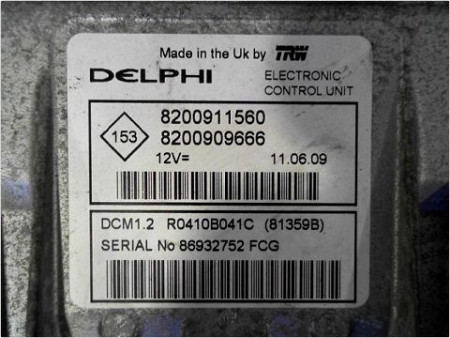 Made in the Uk by TRW
DELPHI
ELECTRONIC
CONTROL UNIT
153
8200911560
8200909666
12V= 11.06.09
DCM1.2 R0410B041C (81359B)
SERIAL No 86932752 FCG